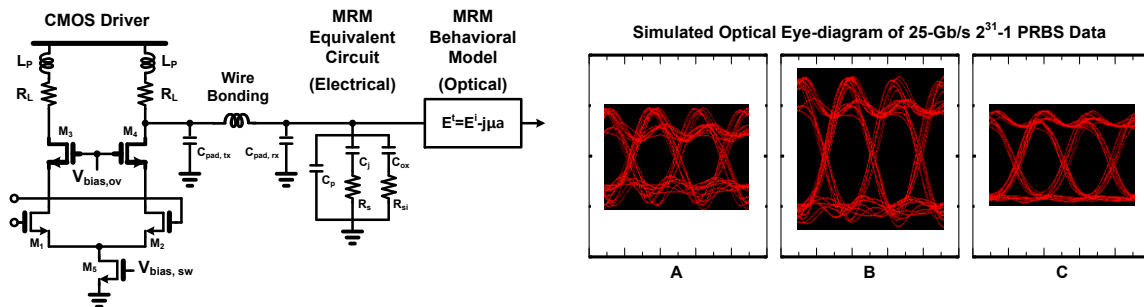 CMOS Driver
MRM
Equivalent
Circuit
(Electrical)
MRM
Behavioral
Model
(Optical)
L_P
L_P
R_L
R_L
Wire
Bonding
M_3
M_4
V_bias,ov
C_pad, tx
C_pad, rx
C_p
C_j
C_ox
R_s
R_si
E^t=E^i-jμa
M_1
M_2
M_5
V_bias, sw
Simulated Optical Eye-diagram of 25-Gb/s 2^31-1 PRBS Data
A
B
C